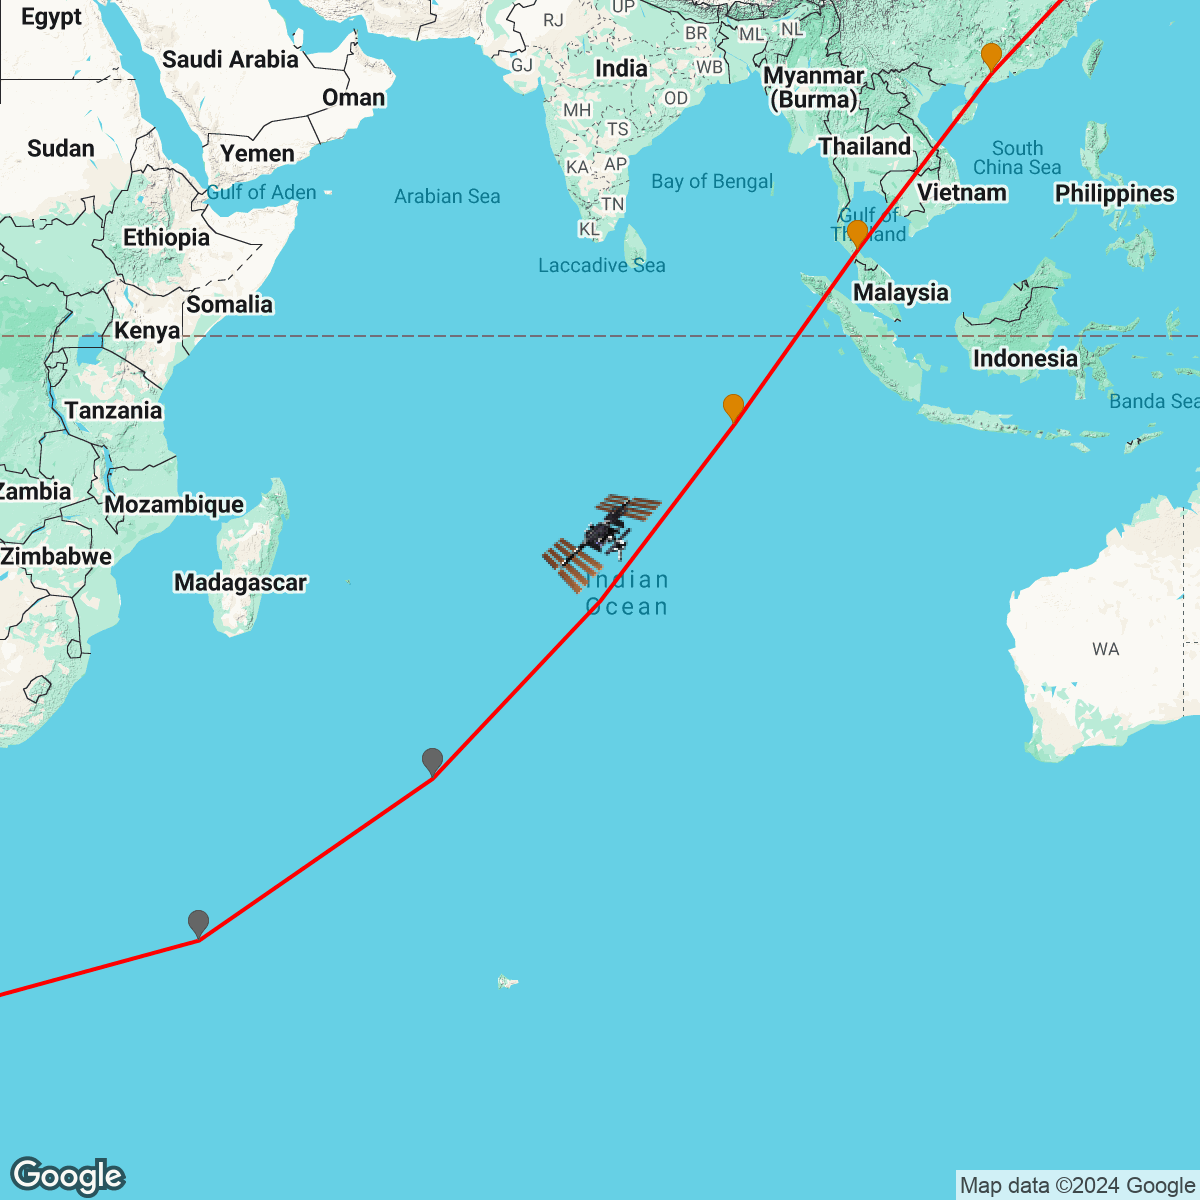 Egypt
RJ
UP
BR
ML
NL
Saudi Arabia
GJ
India
WB
Myanmar
(Burma)
Oman
MH
OD
TS
Sudan
Yemen
KA
AP
Thailand
South
China Sea
Gulf of Aden
Arabian Sea
Bay of Bengal
Vietnam
Philippines
TN
Ethiopia
KL
Gulf of
Thailand
Laccadive Sea
Malaysia
Somalia
Kenya
Indonesia
Tanzania
Banda Sea
Zambia
Mozambique
Zimbabwe
Madagascar
Indian
Ocean
WA
Google
Map data ©2024 Google